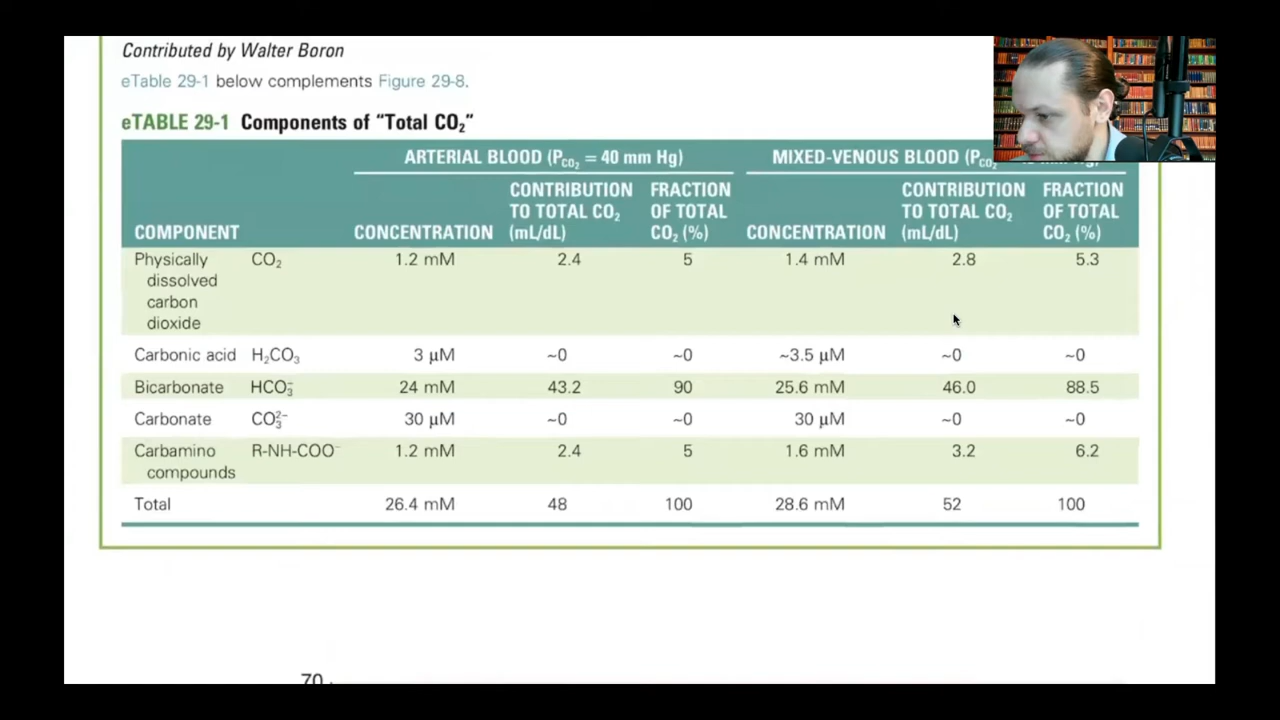 Contributed by Walter Boron
eTable 29-1 below complements Figure 29-8.
eTABLE 29-1 Components of “Total CO₂”
ARTERIAL BLOOD (P_CO₂ = 40 mm Hg) MIXED-VENOUS BLOOD (P_CO₂ mm Hg)
CONTRIBUTION FRACTION CONTRIBUTION FRACTION
TO TOTAL CO₂ OF TOTAL TO TOTAL CO₂ OF TOTAL
COMPONENT CONCENTRATION (mL/dL) CO₂ (%) CONCENTRATION (mL/dL) CO₂ (%)
Physically CO₂ 1.2 mM 2.4 5 1.4 mM 2.8 5.3
dissolved
carbon
dioxide
Carbonic acid H₂CO₃ 3 μM ~0 ~0 ~3.5 μM ~0 ~0
Bicarbonate HCO₃⁻ 24 mM 43.2 90 25.6 mM 46.0 88.5
Carbonate CO₃²⁻ 30 μM ~0 ~0 30 μM ~0 ~0
Carbamino R-NH-COO⁻ 1.2 mM 2.4 5 1.6 mM 3.2 6.2
compounds
Total 26.4 mM 48 100 28.6 mM 52 100
70